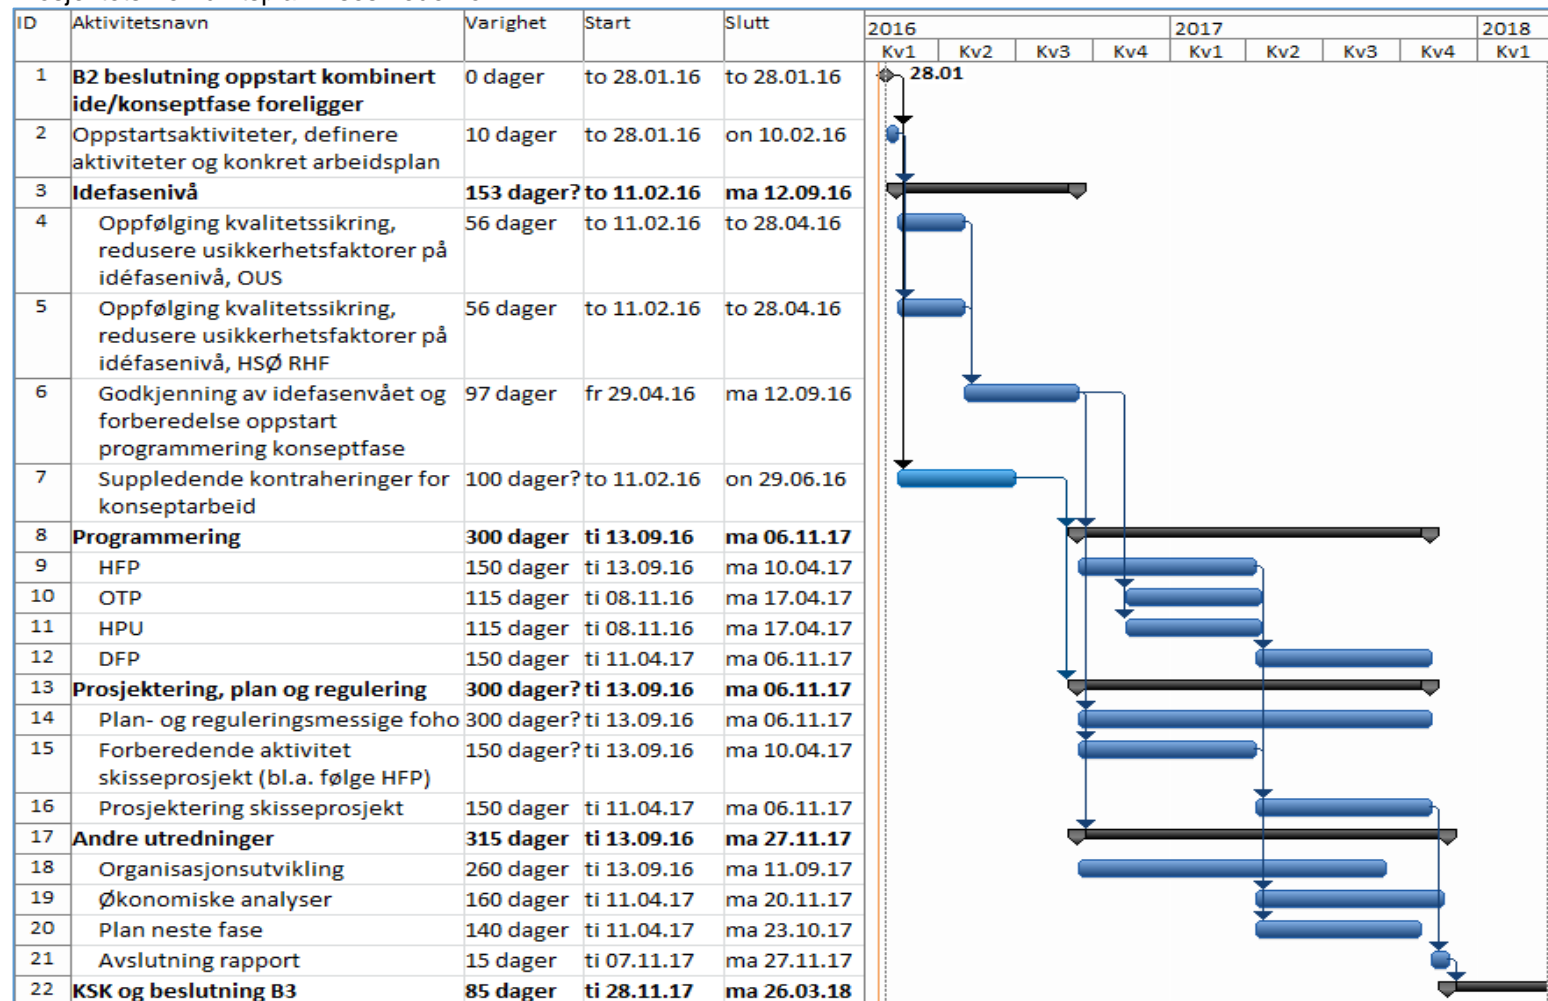 ID Aktivitetsnavn Varighet Start Slutt 2016 2017 2018
Kv1 Kv2 Kv3 Kv4 Kv1 Kv2 Kv3 Kv4 Kv1
1 B2 beslutning oppstart kombinert 0 dager to 28.01.16 to 28.01.16 28.01
ide/konseptfase foreligger
2 Oppstartsaktiviteter, definere 10 dager to 28.01.16 on 10.02.16
aktiviteter og konkret arbeidsplan
3 Idefasenivå 153 dager? to 11.02.16 ma 12.09.16
4 Oppfølging kvalitetssikring, 56 dager to 11.02.16 to 28.04.16
redusere usikkerhetsfaktorer på
idéfasenivå, OUS
5 Oppfølging kvalitetssikring, 56 dager to 11.02.16 to 28.04.16
redusere usikkerhetsfaktorer på
idéfasenivå, HSØ RHF
6 Godkjenning av idefasenvået og 97 dager fr 29.04.16 ma 12.09.16
forberedelse oppstart
programmering konseptfase
7 Suppledende kontraheringer for 100 dager? to 11.02.16 on 29.06.16
konseptarbeid
8 Programmering 300 dager ti 13.09.16 ma 06.11.17
9 HFP 150 dager ti 13.09.16 ma 10.04.17
10 OTP 115 dager ti 08.11.16 ma 17.04.17
11 HPU 115 dager ti 08.11.16 ma 17.04.17
12 DFP 150 dager ti 11.04.17 ma 06.11.17
13 Prosjektering, plan og regulering 300 dager? ti 13.09.16 ma 06.11.17
14 Plan- og reguleringsmessige foho 300 dager? ti 13.09.16 ma 06.11.17
15 Forberedende aktivitet 150 dager? ti 13.09.16 ma 10.04.17
skisseprosjekt (bl.a. følge HFP)
16 Prosjektering skisseprosjekt 150 dager ti 11.04.17 ma 06.11.17
17 Andre utredninger 315 dager ti 13.09.16 ma 27.11.17
18 Organisasjonsutvikling 260 dager ti 13.09.16 ma 11.09.17
19 Økonomiske analyser 160 dager ti 11.04.17 ma 20.11.17
20 Plan neste fase 140 dager ti 11.04.17 ma 23.10.17
21 Avslutning rapport 15 dager ti 07.11.17 ma 27.11.17
22 KSK og beslutning B3 85 dager ti 28.11.17 ma 26.03.18